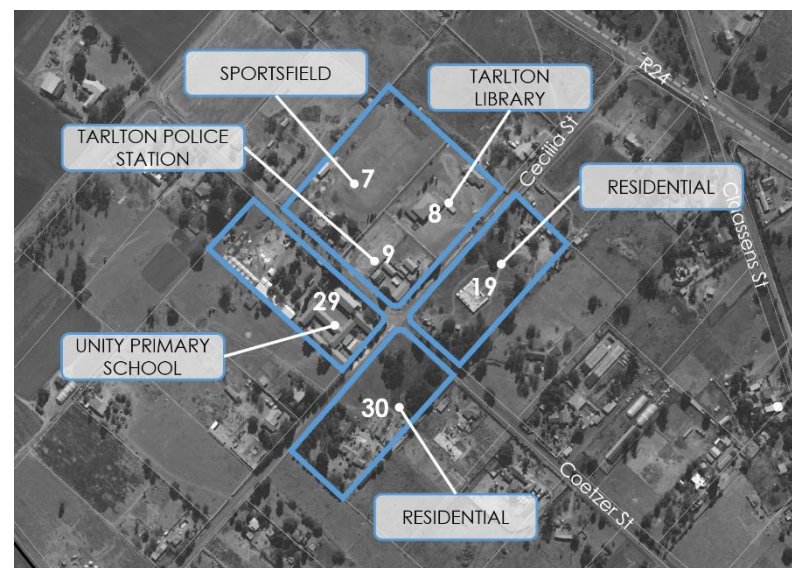 SPORTSFIELD
TARLTON
LIBRARY
R24
TARLTON POLICE
STATION
Cecilia St
7
RESIDENTIAL
8
Claassens St
9
19
29
UNITY PRIMARY
SCHOOL
30
Coetzer St
RESIDENTIAL